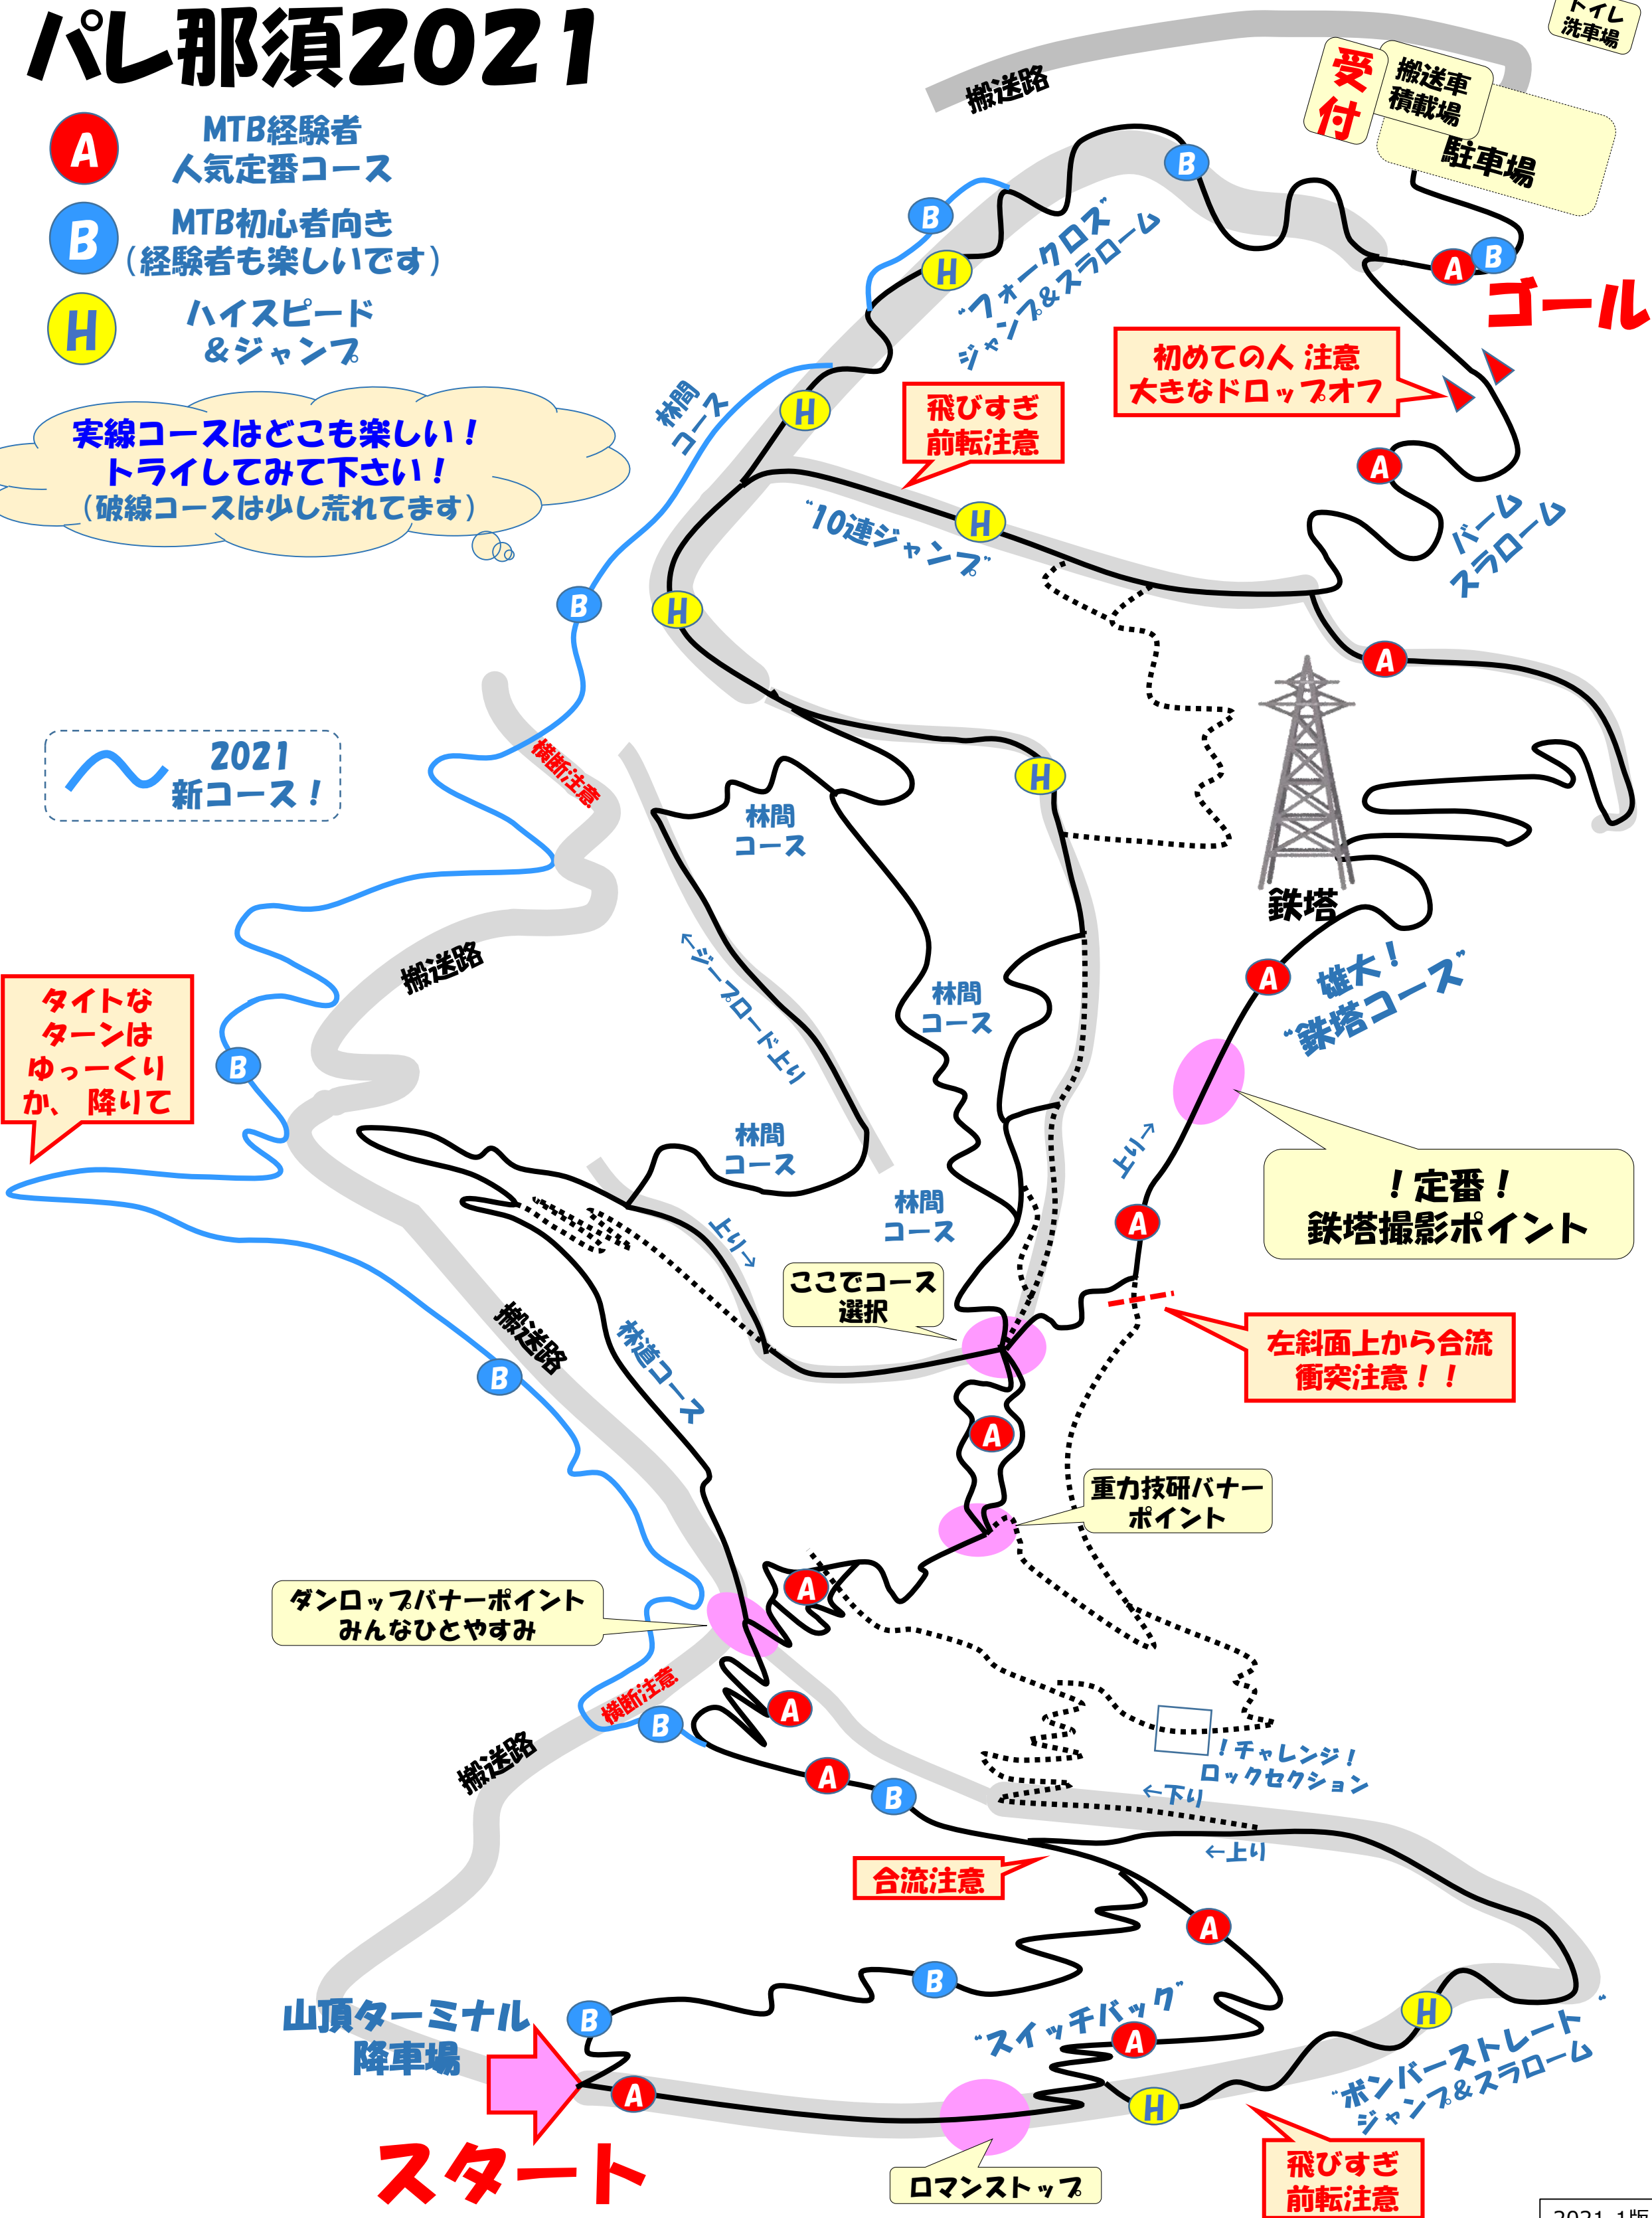 パレ那須2021
トイレ
洗車場
受
付
搬送車
積載場
駐車場
搬送路
A
MTB経験者
人気定番コース
B
MTB初心者向き
（経験者も楽しいです）
H
ハイスピード
＆ジャンプ
B
B
H
“フォークロス”
ジャンプ&スラローム
A
B
ゴール
初めての人 注意
大きなドロップオフ
実線コースはどこも楽しい！
トライしてみて下さい！
（破線コースは少し荒れてます）
林間
コース
H
飛びすぎ
前転注意
A
“10連ジャンプ”
H
バーム
スラローム
B
H
A
2021
新コース！
横断注意
H
林間
コース
鉄塔
搬送路
←ジープロード上り
林間
コース
A
雄大！
“鉄塔コース”
タイトな
ターンは
ゆっーくり
か、 降りて
B
林間
コース
上り→
！定番！
鉄塔撮影ポイント
林間
コース
上り→
A
ここでコース
選択
搬送路
林道コース
B
左斜面上から合流
衝突注意！！
A
重力技研バナー
ポイント
ダンロップバナーポイント
みんなひとやすみ
A
横断注意
B
A
搬送路
！チャレンジ！
ロックセクション
A
B
←下り
←上り
合流注意
A
B
B
山頂ターミナル
降車場
“スイッチバック”
A
H
“ボンバーストレート”
ジャンプ&スラローム
A
H
スタート
ロマンストップ
飛びすぎ
前転注意
2021.1版